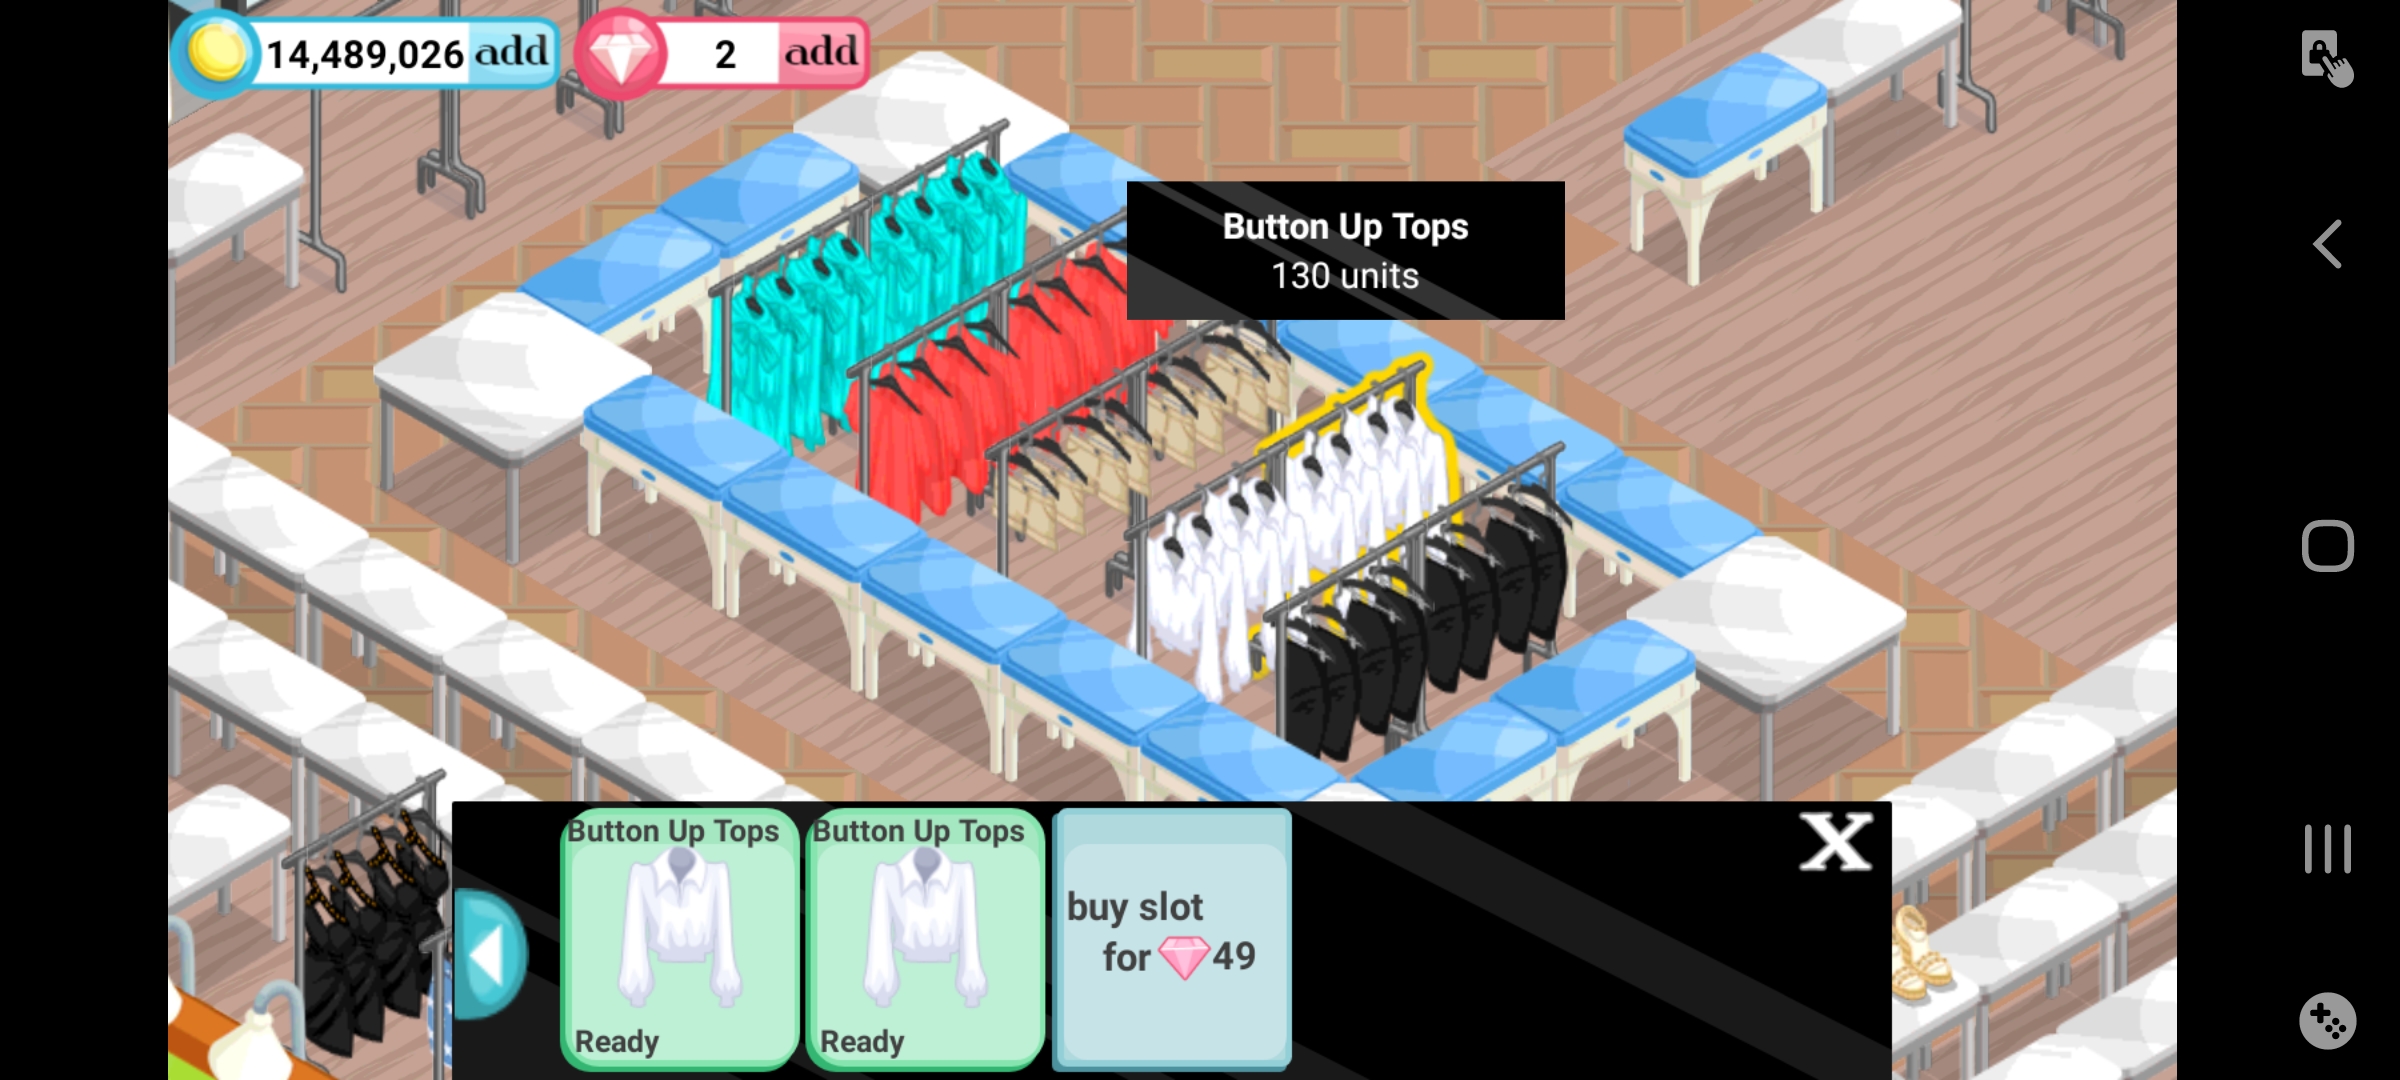 14,489,026 add
2 add
Button Up Tops
130 units
Button Up Tops
Ready
Button Up Tops
Ready
buy slot
for 49
X